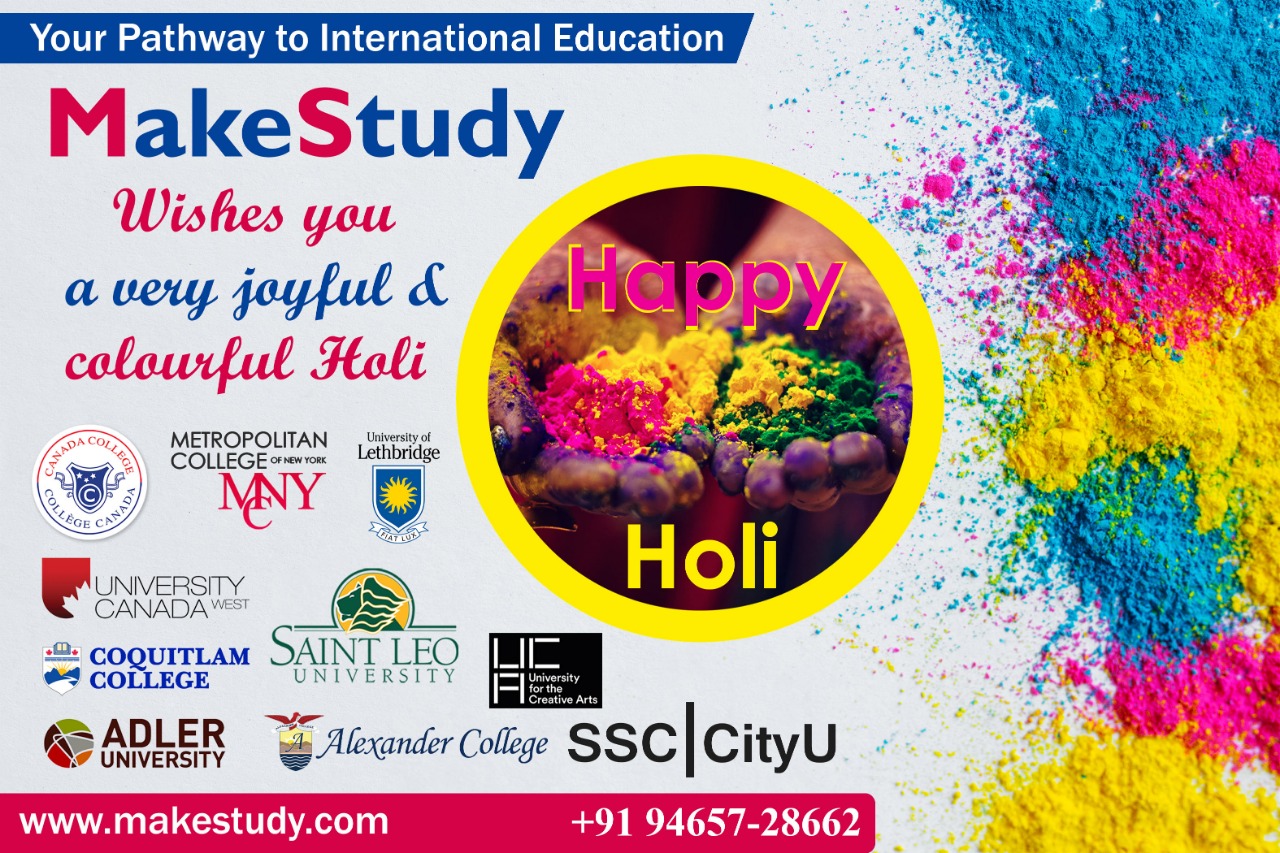 Your Pathway to International Education
MakeStudy
Wishes you
a very joyful &
colourful Holi
Happy
Holi
CANADA COLLEGE
C
COLLÈGE CANADA
METROPOLITAN
COLLEGE OF NEW YORK
MCNY
University of
Lethbridge
FIAT LUX
UNIVERSITY
CANADA WEST
SAINT LEO
UNIVERSITY
COQUITLAM
COLLEGE
UCA
University
for the
Creative Arts
ADLER
UNIVERSITY
A
Alexander College
SSC|CityU
www.makestudy.com
+91 94657-28662